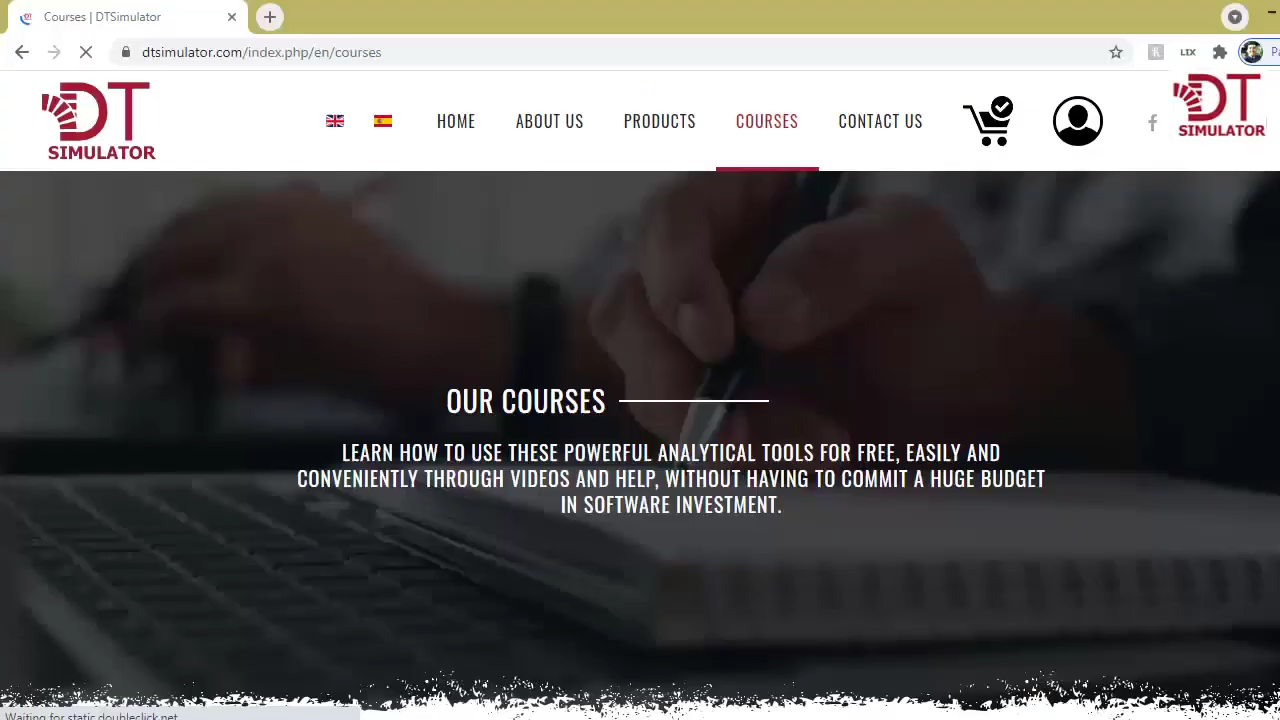 Courses | DTSimulator
dtsimulator.com/index.php/en/courses
LIX
Pa
DT
SIMULATOR
HOME
ABOUT US
PRODUCTS
COURSES
CONTACT US
DT
SIMULATOR
OUR COURSES
LEARN HOW TO USE THESE POWERFUL ANALYTICAL TOOLS FOR FREE, EASILY AND
CONVENIENTLY THROUGH VIDEOS AND HELP, WITHOUT HAVING TO COMMIT A HUGE BUDGET
IN SOFTWARE INVESTMENT.
Waiting for static.doubleclick.net